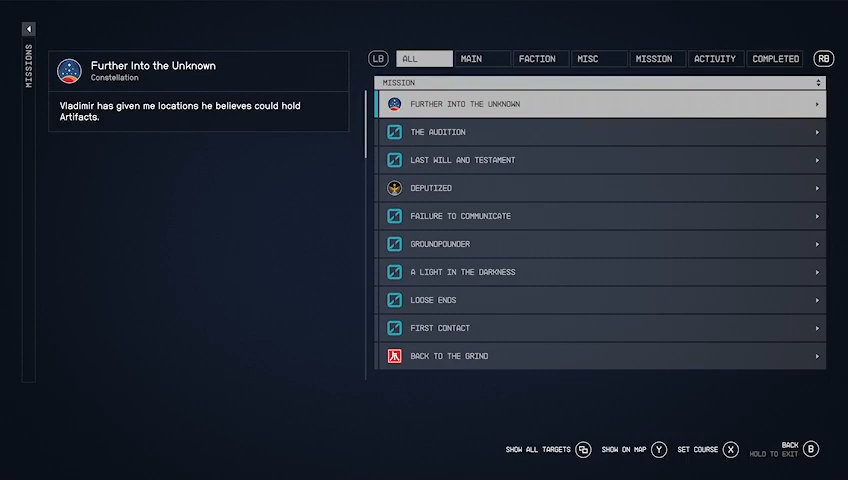 MISSIONS
Further Into the Unknown
Constellation
Vladimir has given me locations he believes could hold
Artifacts.
LB ALL MAIN FACTION MISC MISSION ACTIVITY COMPLETED RB
MISSION
FURTHER INTO THE UNKNOWN
THE AUDITION
LAST WILL AND TESTAMENT
DEPUTIZED
FAILURE TO COMMUNICATE
GROUNDPOUNDER
A LIGHT IN THE DARKNESS
LOOSE ENDS
FIRST CONTACT
BACK TO THE GRIND
SHOW ALL TARGETS SHOW ON MAP Y SET COURSE X BACK B
HOLD TO EXIT